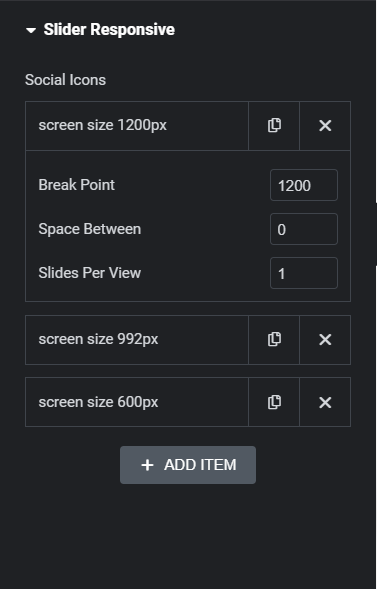 Slider Responsive
Social Icons
screen size 1200px
Break Point 1200
Space Between 0
Slides Per View 1
screen size 992px
screen size 600px
+ ADD ITEM